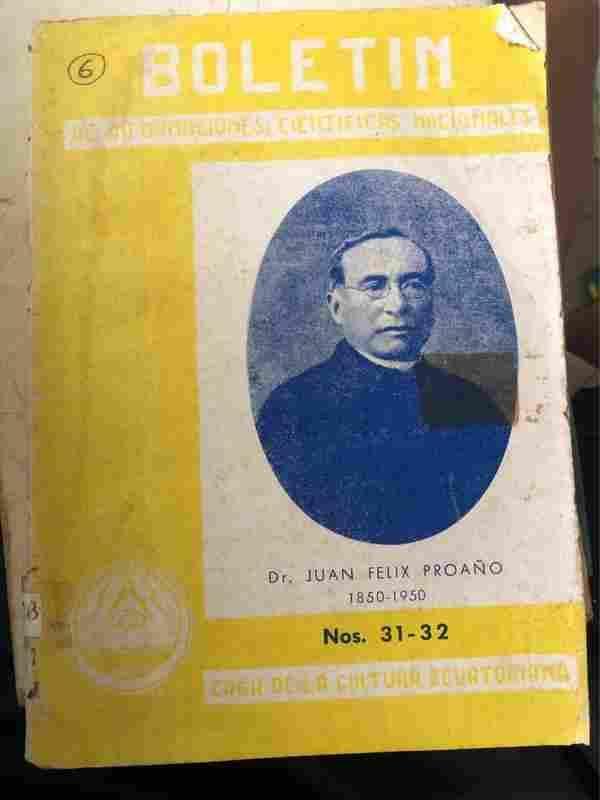 6
BOLETIN
DE INFORMACIONES CIENTIFICAS NACIONALES
Dr. JUAN FELIX PROAÑO
1850-1950
Nos. 31-32
CASA DE LA CULTURA ECUATORIANA